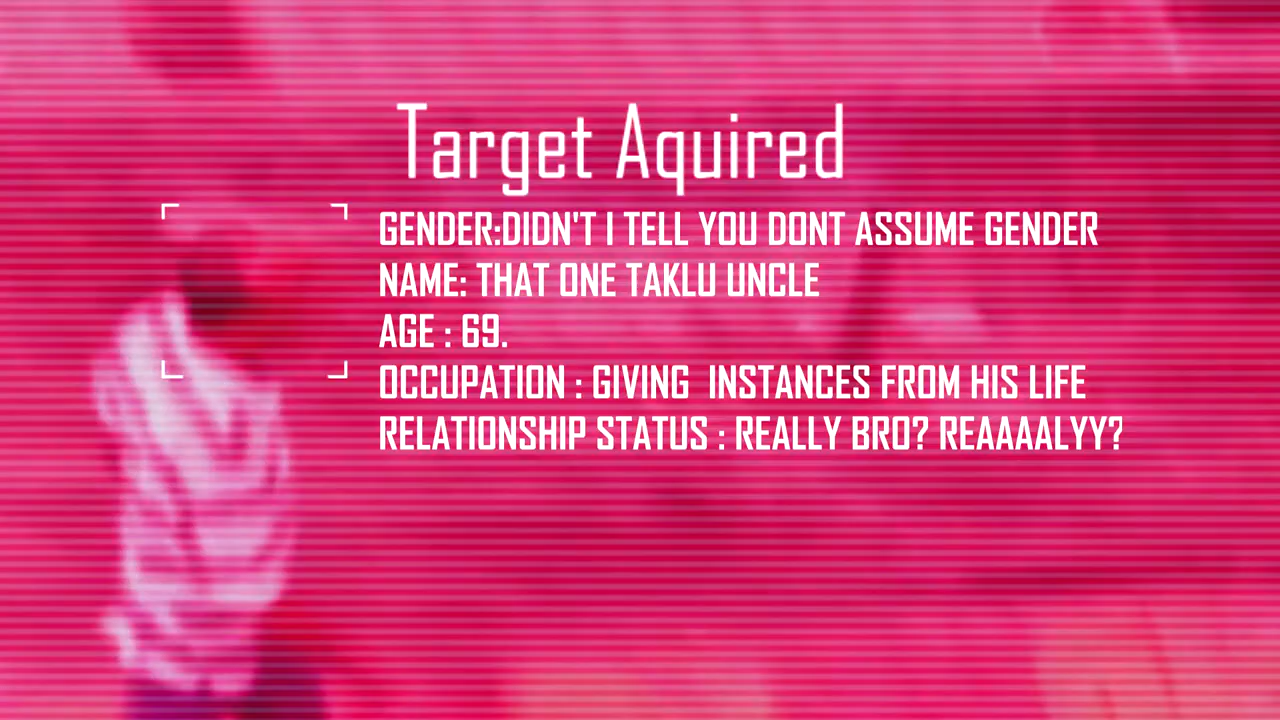 Target Aquired
GENDER:DIDN'T I TELL YOU DONT ASSUME GENDER
NAME: THAT ONE TAKLU UNCLE
AGE : 69.
OCCUPATION : GIVING  INSTANCES FROM HIS LIFE
RELATIONSHIP STATUS : REALLY BRO? REAAAALYY?